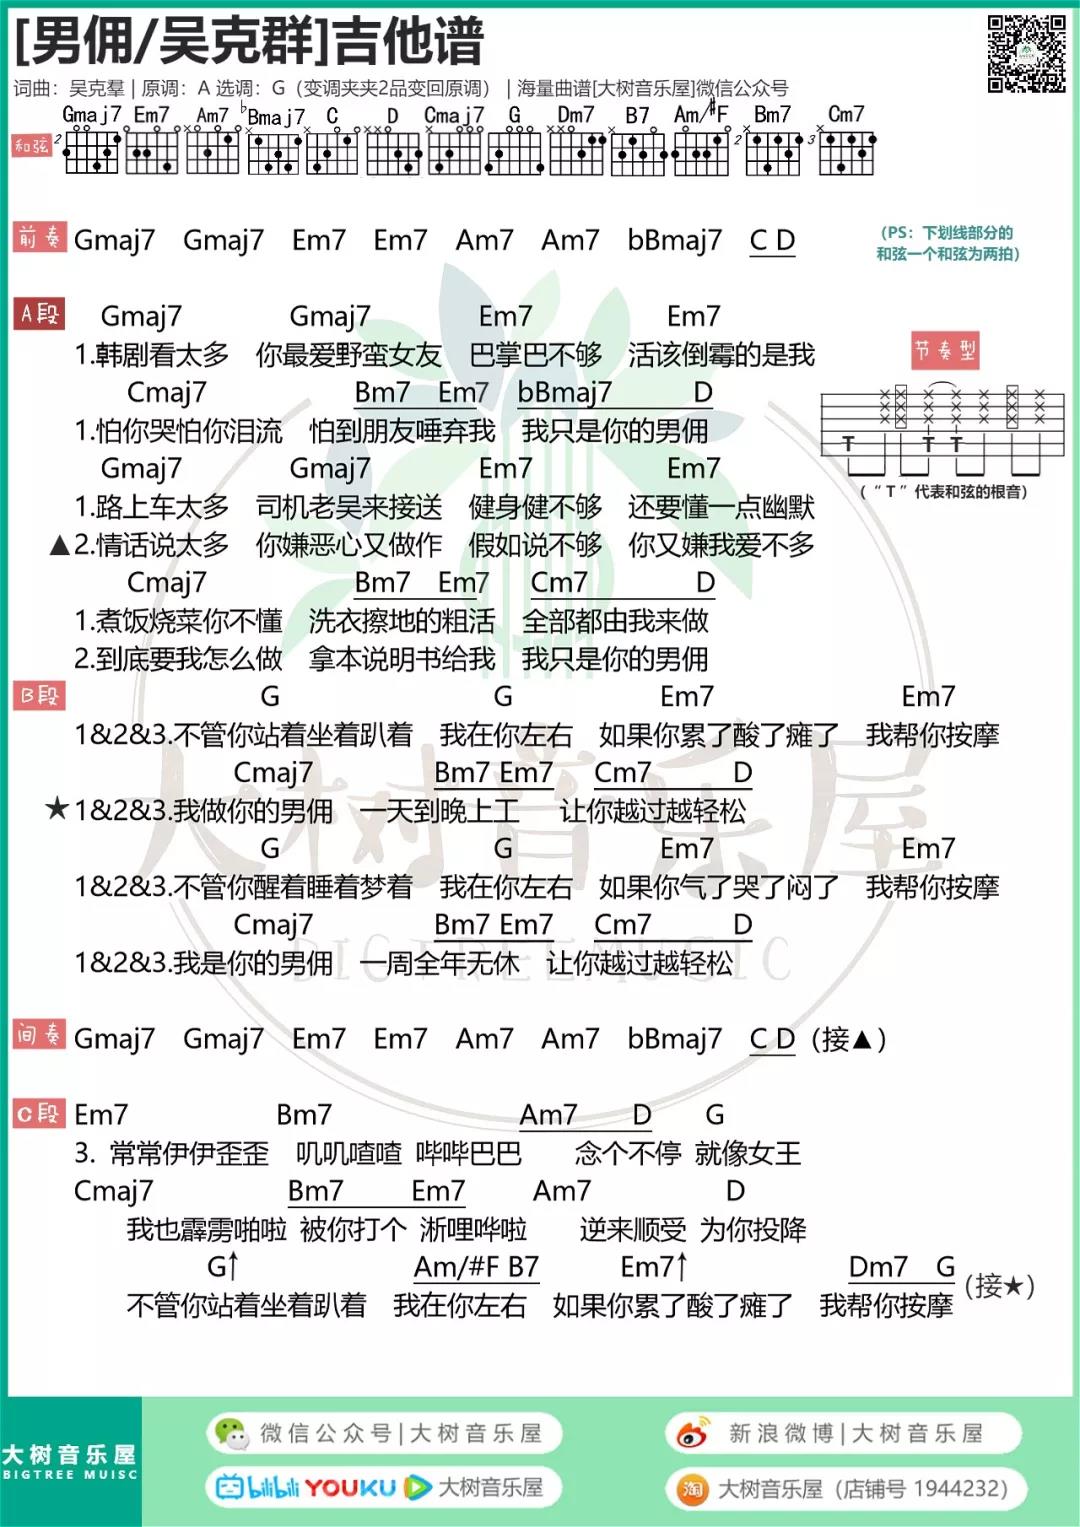 [男佣/吴克群]吉他谱
词曲：吴克羣 | 原调：A 选调：G（变调夹夹2品变回原调） | 海量曲谱[大树音乐屋]微信公众号
Gmaj7 Em7 Am7 ♭Bmaj7 C D Cmaj7 G Dm7 B7 Am/#F Bm7 Cm7
和弦 2 2 3
前奏 Gmaj7 Gmaj7 Em7 Em7 Am7 Am7 bBmaj7 C D
（PS：下划线部分的
和弦一个和弦为两拍）
A段 Gmaj7 Gmaj7 Em7 Em7
1.韩剧看太多 你最爱野蛮女友 巴掌巴不够 活该倒霉的是我
Cmaj7 Bm7 Em7 bBmaj7 D
1.怕你哭怕你泪流 怕到朋友唾弃我 我只是你的男佣
Gmaj7 Gmaj7 Em7 Em7
1.路上车太多 司机老吴来接送 健身健不够 还要懂一点幽默
▲2.情话说太多 你嫌恶心又做作 假如说不够 你又嫌我爱不多
Cmaj7 Bm7 Em7 Cm7 D
1.煮饭烧菜你不懂 洗衣擦地的粗活 全部都由我来做
2.到底要我怎么做 拿本说明书给我 我只是你的男佣
节奏型
T T T
（“T”代表和弦的根音）
B段 G G Em7 Em7
1&2&3.不管你站着坐着趴着 我在你左右 如果你累了酸了瘫了 我帮你按摩
Cmaj7 Bm7 Em7 Cm7 D
★1&2&3.我做你的男佣 一天到晚上工 让你越过越轻松
G G Em7 Em7
1&2&3.不管你醒着睡着梦着 我在你左右 如果你气了哭了闷了 我帮你按摩
Cmaj7 Bm7 Em7 Cm7 D
1&2&3.我是你的男佣 一周全年无休 让你越过越轻松
大树音乐屋
BIGTREEMUSIC
间奏 Gmaj7 Gmaj7 Em7 Em7 Am7 Am7 bBmaj7 C D (接▲)
C段 Em7 Bm7 Am7 D G
3. 常常伊伊歪歪 叽叽喳喳 哗哗巴巴 念个不停 就像女王
Cmaj7 Bm7 Em7 Am7 D
我也霹雳啪啦 被你打个 淅哩哗啦 逆来顺受 为你投降
G↑ Am/#F B7 Em7↑ Dm7 G
不管你站着坐着趴着 我在你左右 如果你累了酸了瘫了 我帮你按摩 (接★)
大树音乐屋
BIGTREE MUISC
微信公众号|大树音乐屋
新浪微博|大树音乐屋
bilibili YOUKU 大树音乐屋
淘 大树音乐屋（店铺号 1944232）